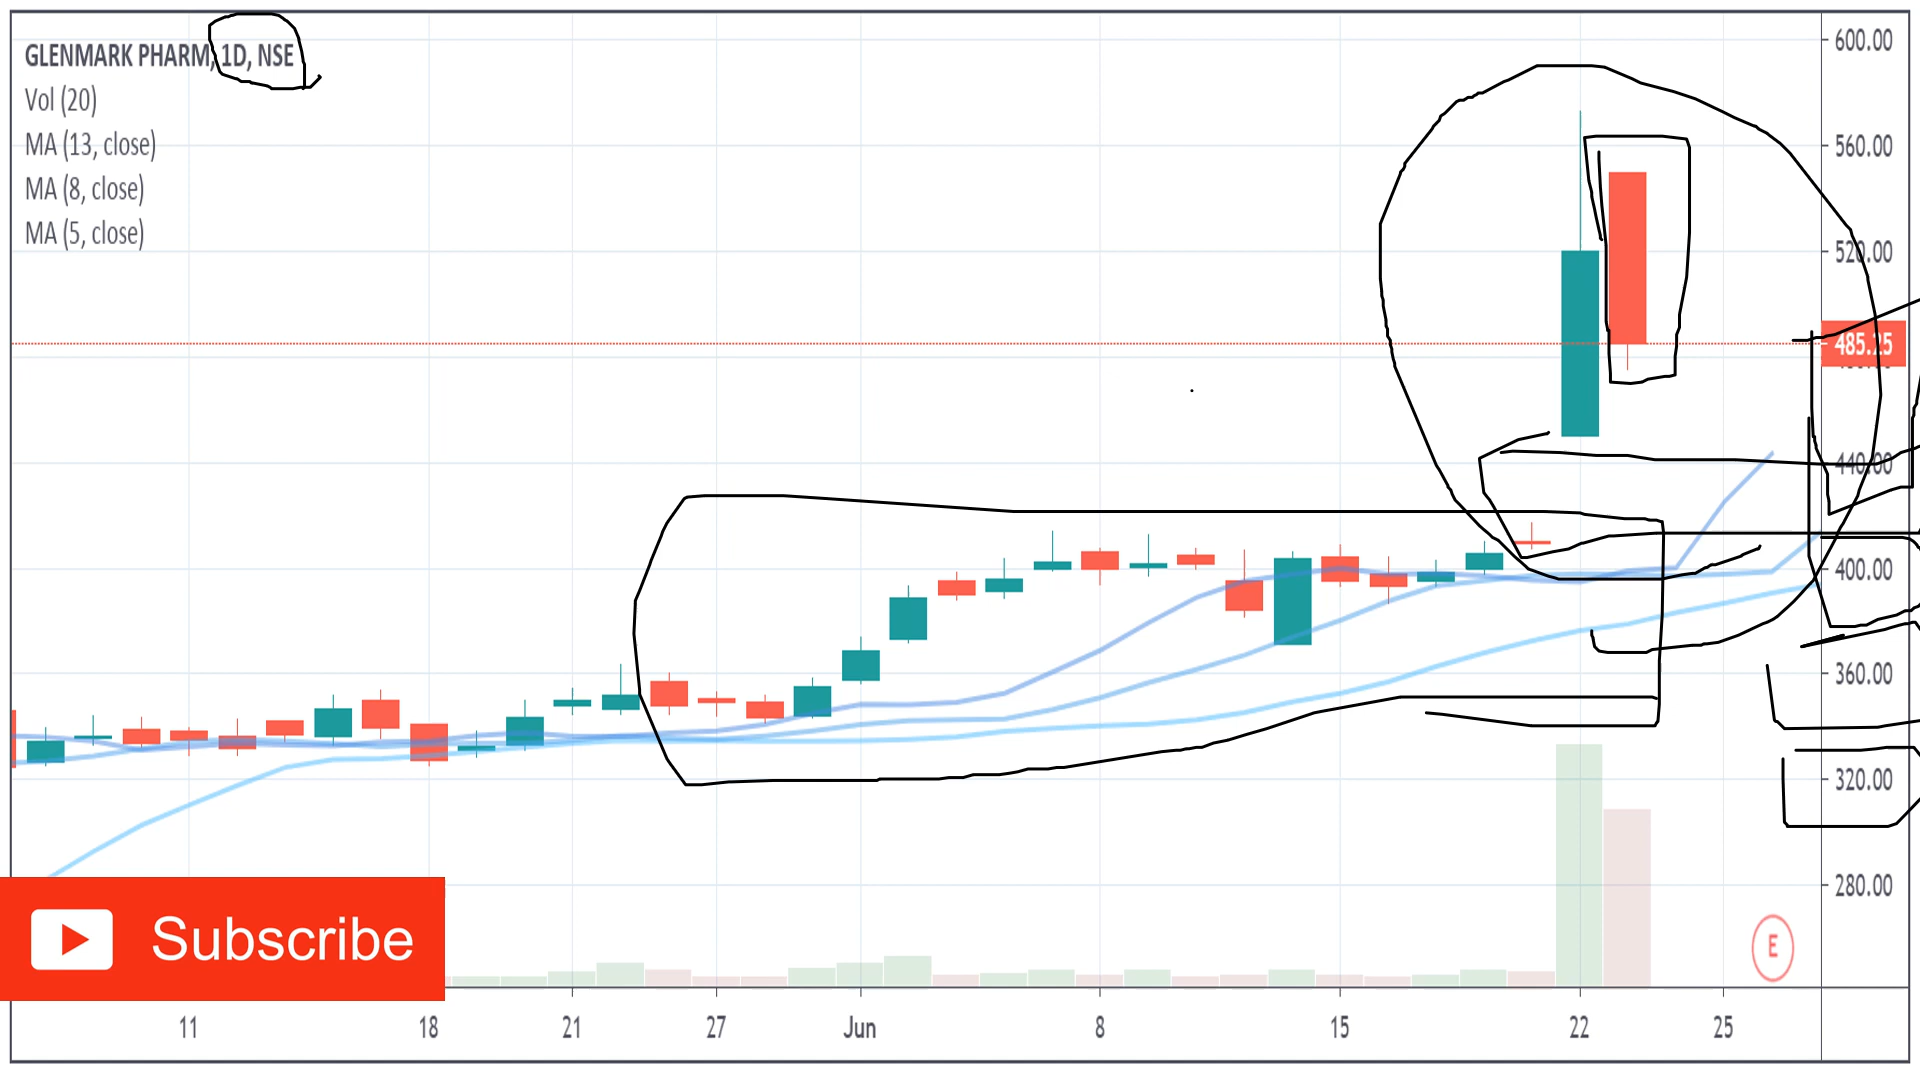 GLENMARK PHARM, 1D, NSE
Vol (20)
MA (13, close)
MA (8, close)
MA (5, close)
600.00
560.00
520.00
485.25
440.00
400.00
360.00
320.00
280.00
E
Subscribe
11 18 21 27 Jun 8 15 22 25